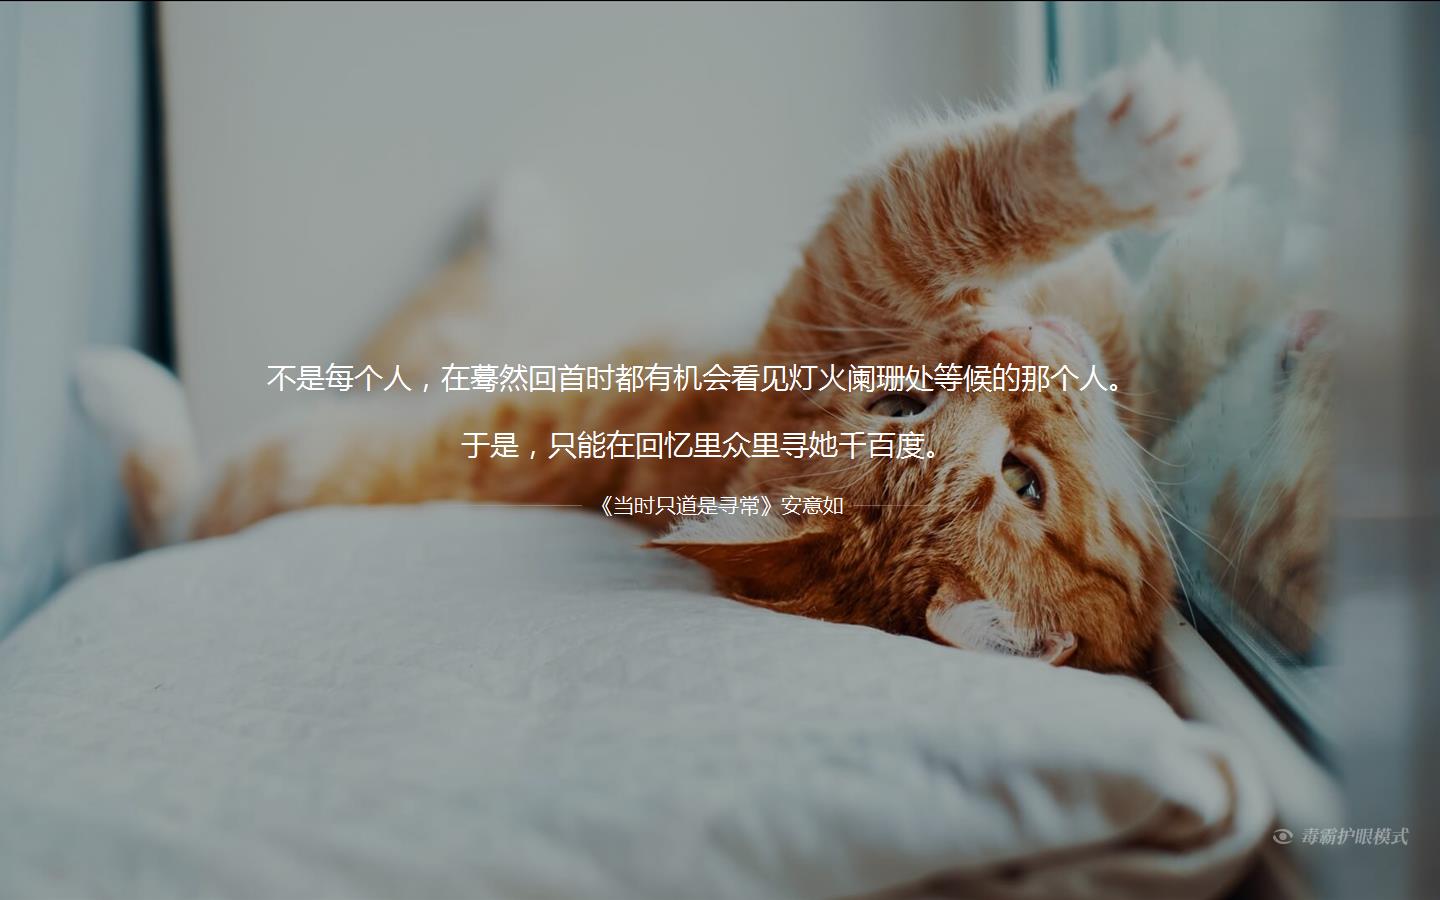 不是每个人，在蓦然回首时都有机会看见灯火阑珊处等候的那个人。
于是，只能在回忆里众里寻她千百度。
《当时只道是寻常》安意如
毒霸护眼模式